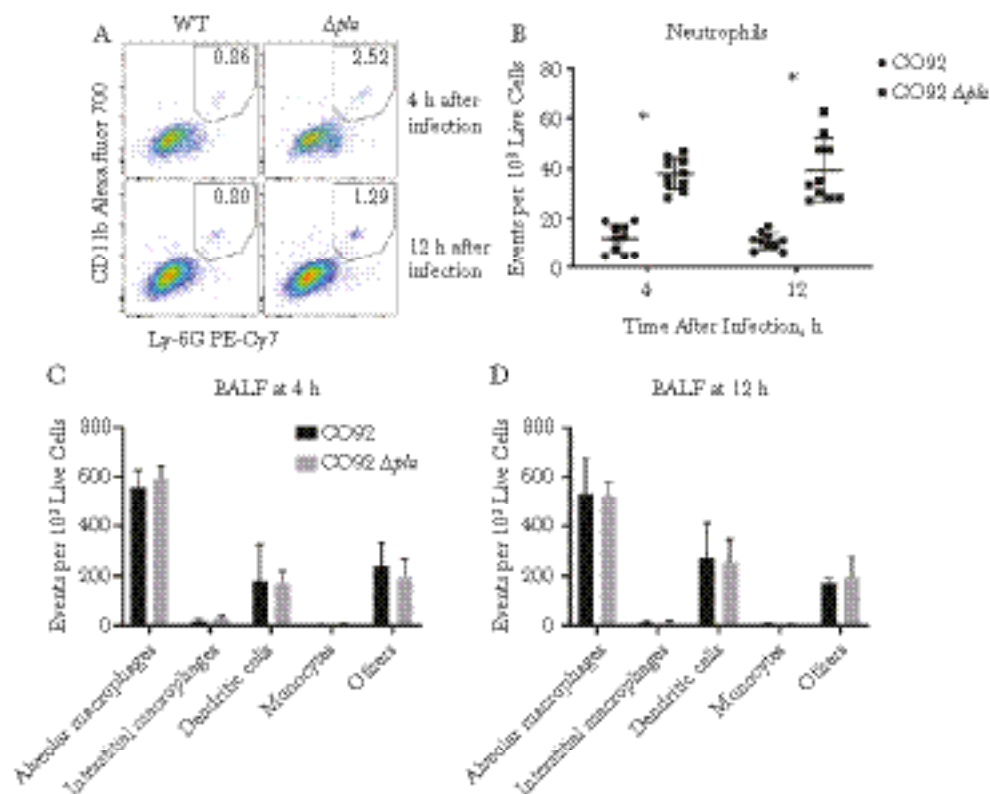 A
WT
Δpla
0.86
2.52
4 h after
infection
0.80
1.29
12 h after
infection
CD11b Alexa fluor 700
Ly-6G PE-Cy7
B
Neutrophils
CO92
CO92 Δpla
*
*
80
60
40
20
0
Events per 10³ Live Cells
4
12
Time After Infection, h
C
BALF at 4 h
CO92
CO92 Δpla
800
600
400
200
0
Events per 10³ Live Cells
Alveolar macrophages
Interstitial macrophages
Dendritic cells
Monocytes
Others
D
BALF at 12 h
800
600
400
200
0
Events per 10³ Live Cells
Alveolar macrophages
Interstitial macrophages
Dendritic cells
Monocytes
Others